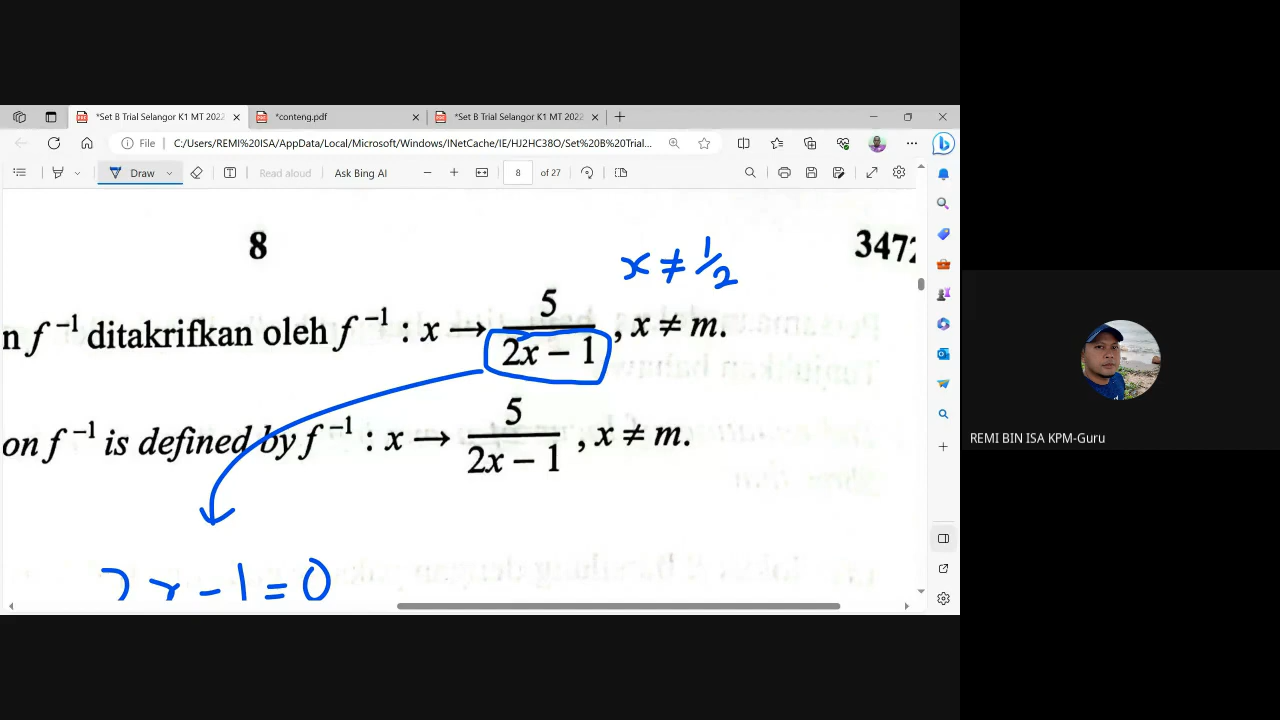 *Set B Trial Selangor K1 MT 2022
*conteng.pdf
*Set B Trial Selangor K1 MT 2022
File
C:/Users/REMI%20ISA/AppData/Local/Microsoft/Windows/INetCache/IE/HJ2HC38O/Set%20B%20Trial...
Draw
Read aloud
Ask Bing AI
8
of 27
8
3472
x ≠ 1/2
n f⁻¹ ditakrifkan oleh f⁻¹ : x → 5/(2x − 1) , x ≠ m.
on f⁻¹ is defined by f⁻¹ : x → 5/(2x − 1) , x ≠ m.
2x − 1 = 0
REMI BIN ISA KPM-Guru